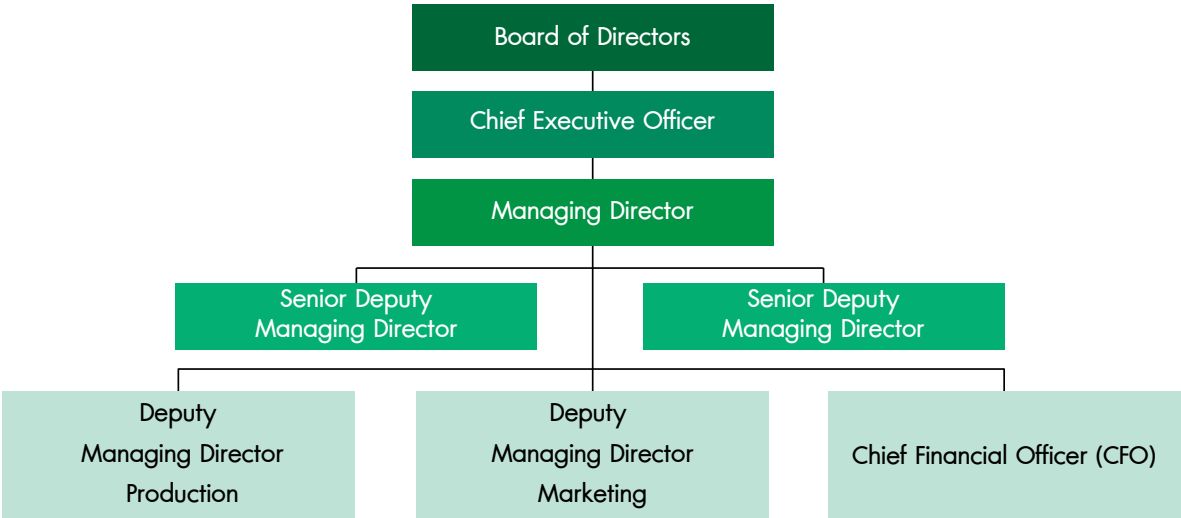 Board of Directors
Chief Executive Officer
Managing Director
Senior Deputy
Managing Director
Senior Deputy
Managing Director
Deputy
Managing Director
Production
Deputy
Managing Director
Marketing
Chief Financial Officer (CFO)